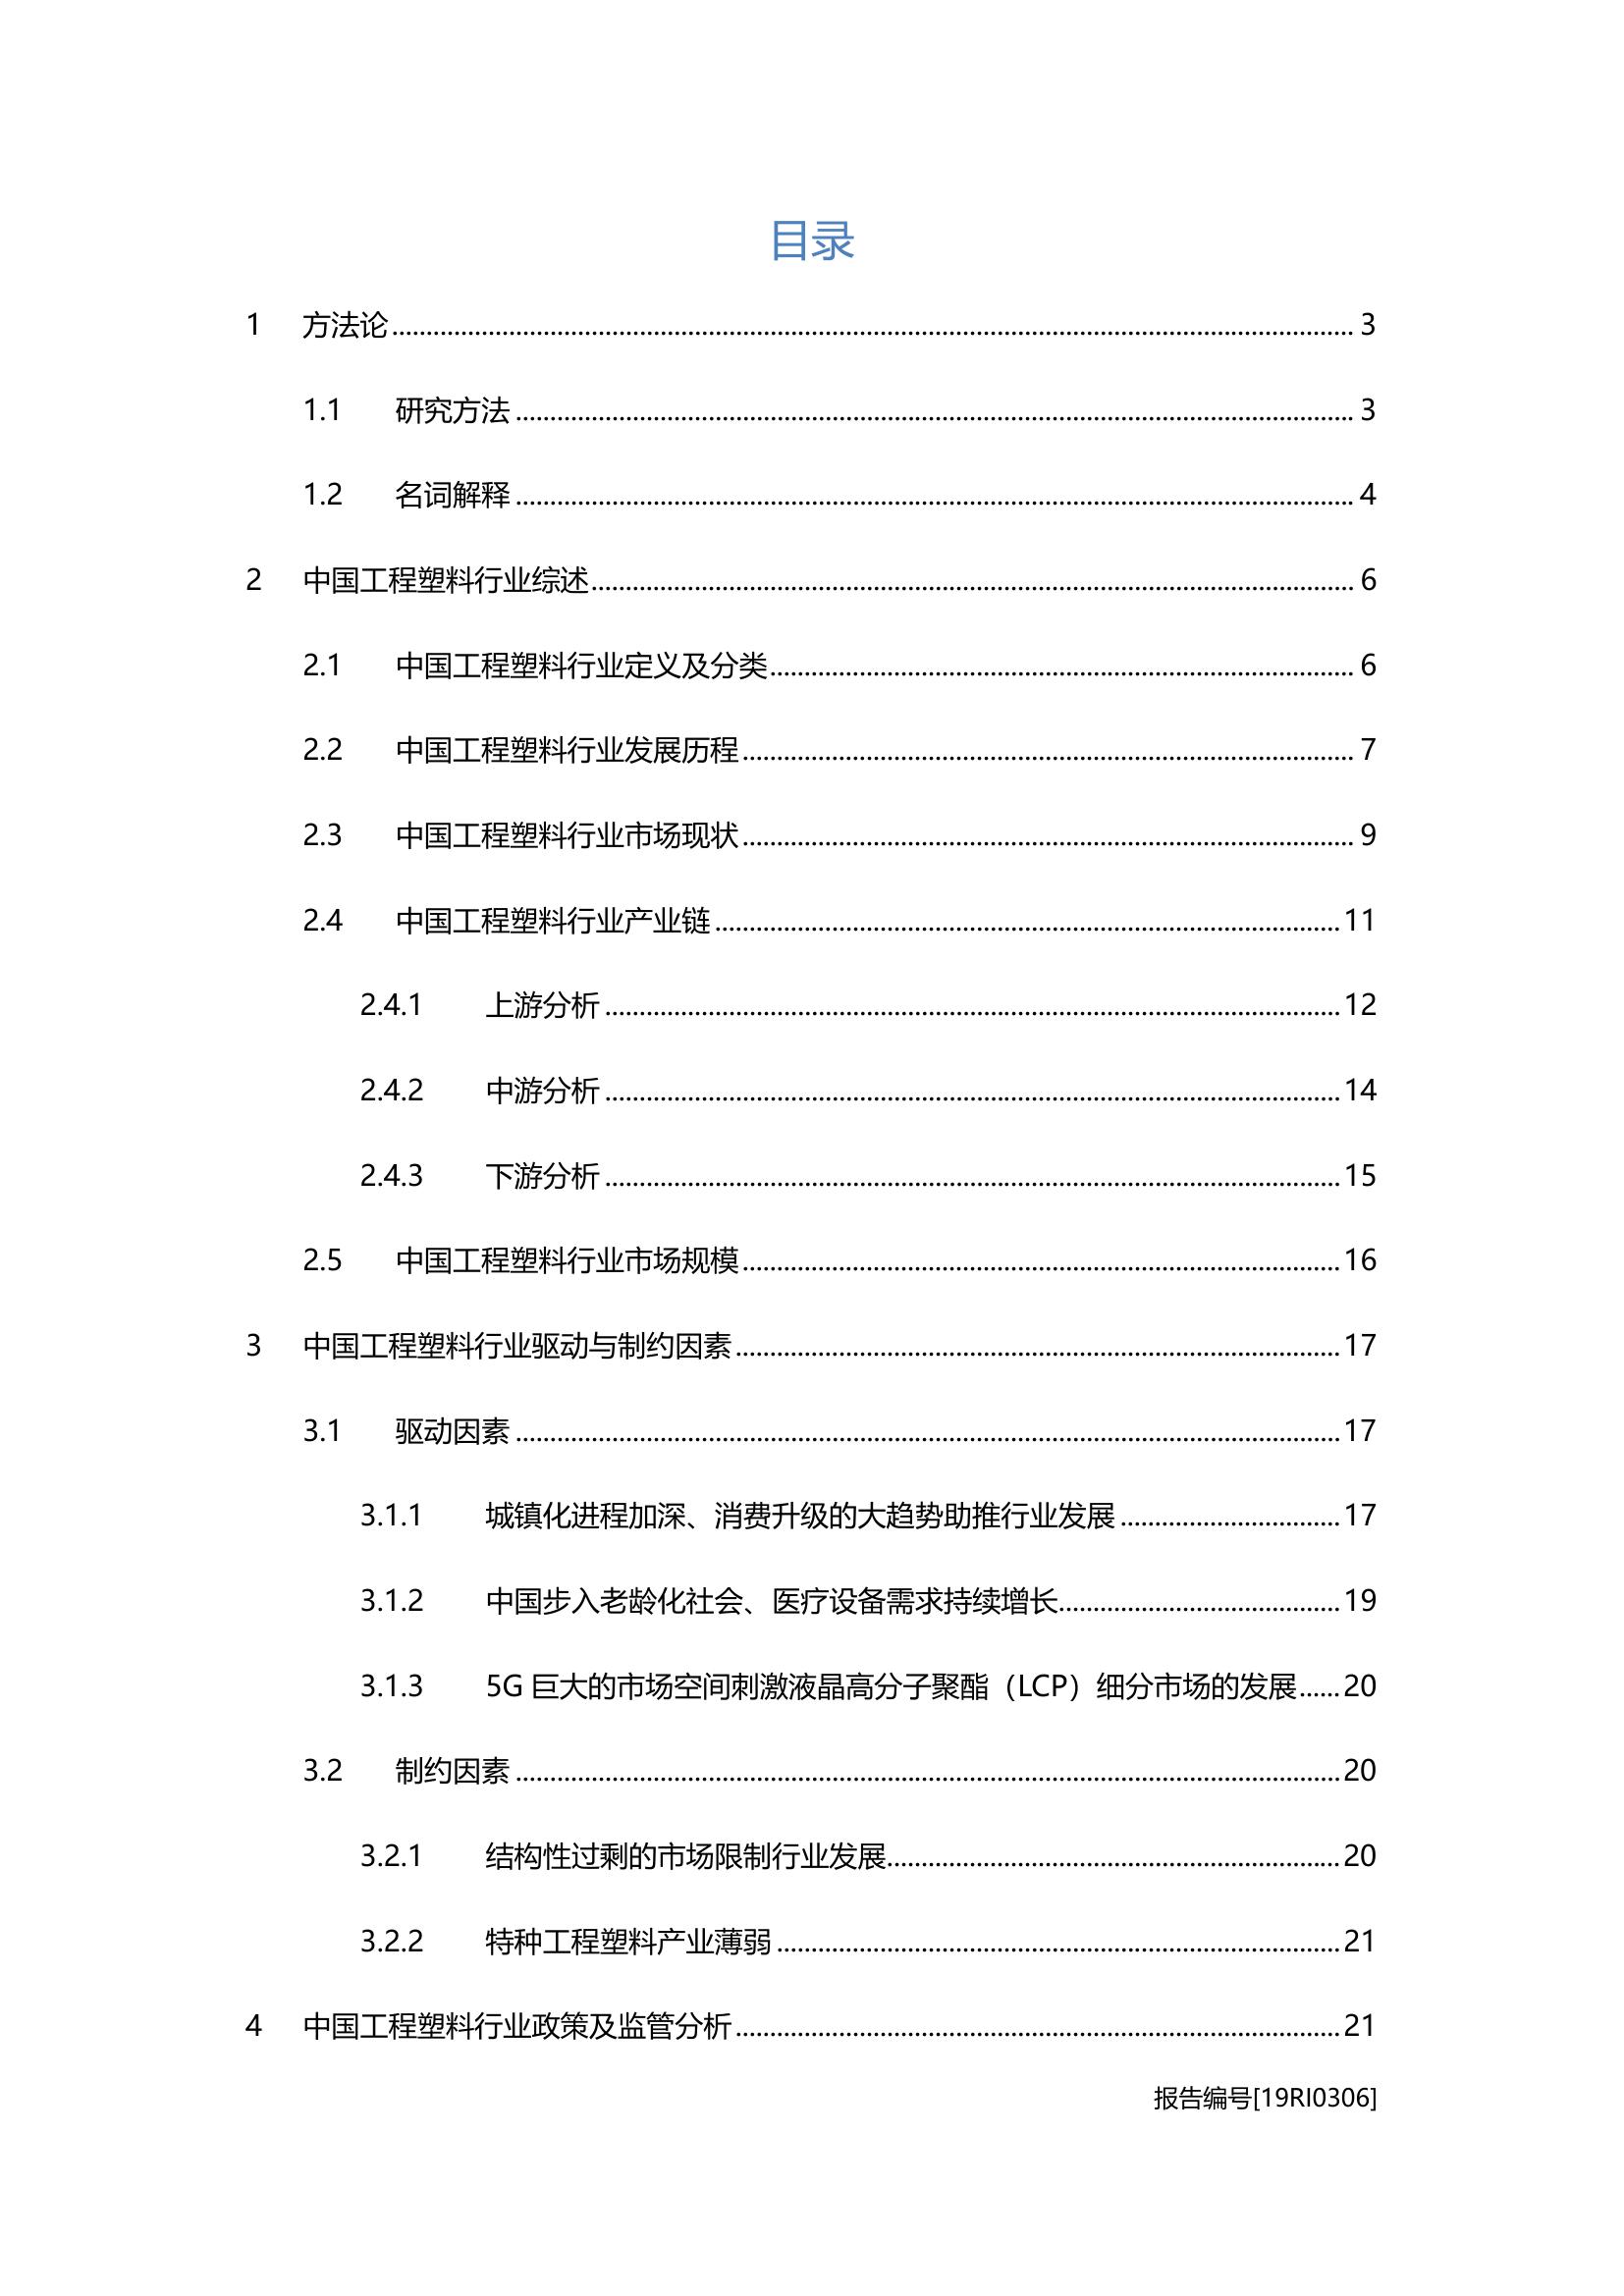 目录
1 方法论 3
1.1 研究方法 3
1.2 名词解释 4
2 中国工程塑料行业综述 6
2.1 中国工程塑料行业定义及分类 6
2.2 中国工程塑料行业发展历程 7
2.3 中国工程塑料行业市场现状 9
2.4 中国工程塑料行业产业链 11
2.4.1 上游分析 12
2.4.2 中游分析 14
2.4.3 下游分析 15
2.5 中国工程塑料行业市场规模 16
3 中国工程塑料行业驱动与制约因素 17
3.1 驱动因素 17
3.1.1 城镇化进程加深、消费升级的大趋势助推行业发展 17
3.1.2 中国步入老龄化社会、医疗设备需求持续增长 19
3.1.3 5G 巨大的市场空间刺激液晶高分子聚酯（LCP）细分市场的发展 20
3.2 制约因素 20
3.2.1 结构性过剩的市场限制行业发展 20
3.2.2 特种工程塑料产业薄弱 21
4 中国工程塑料行业政策及监管分析 21
报告编号[19RI0306]